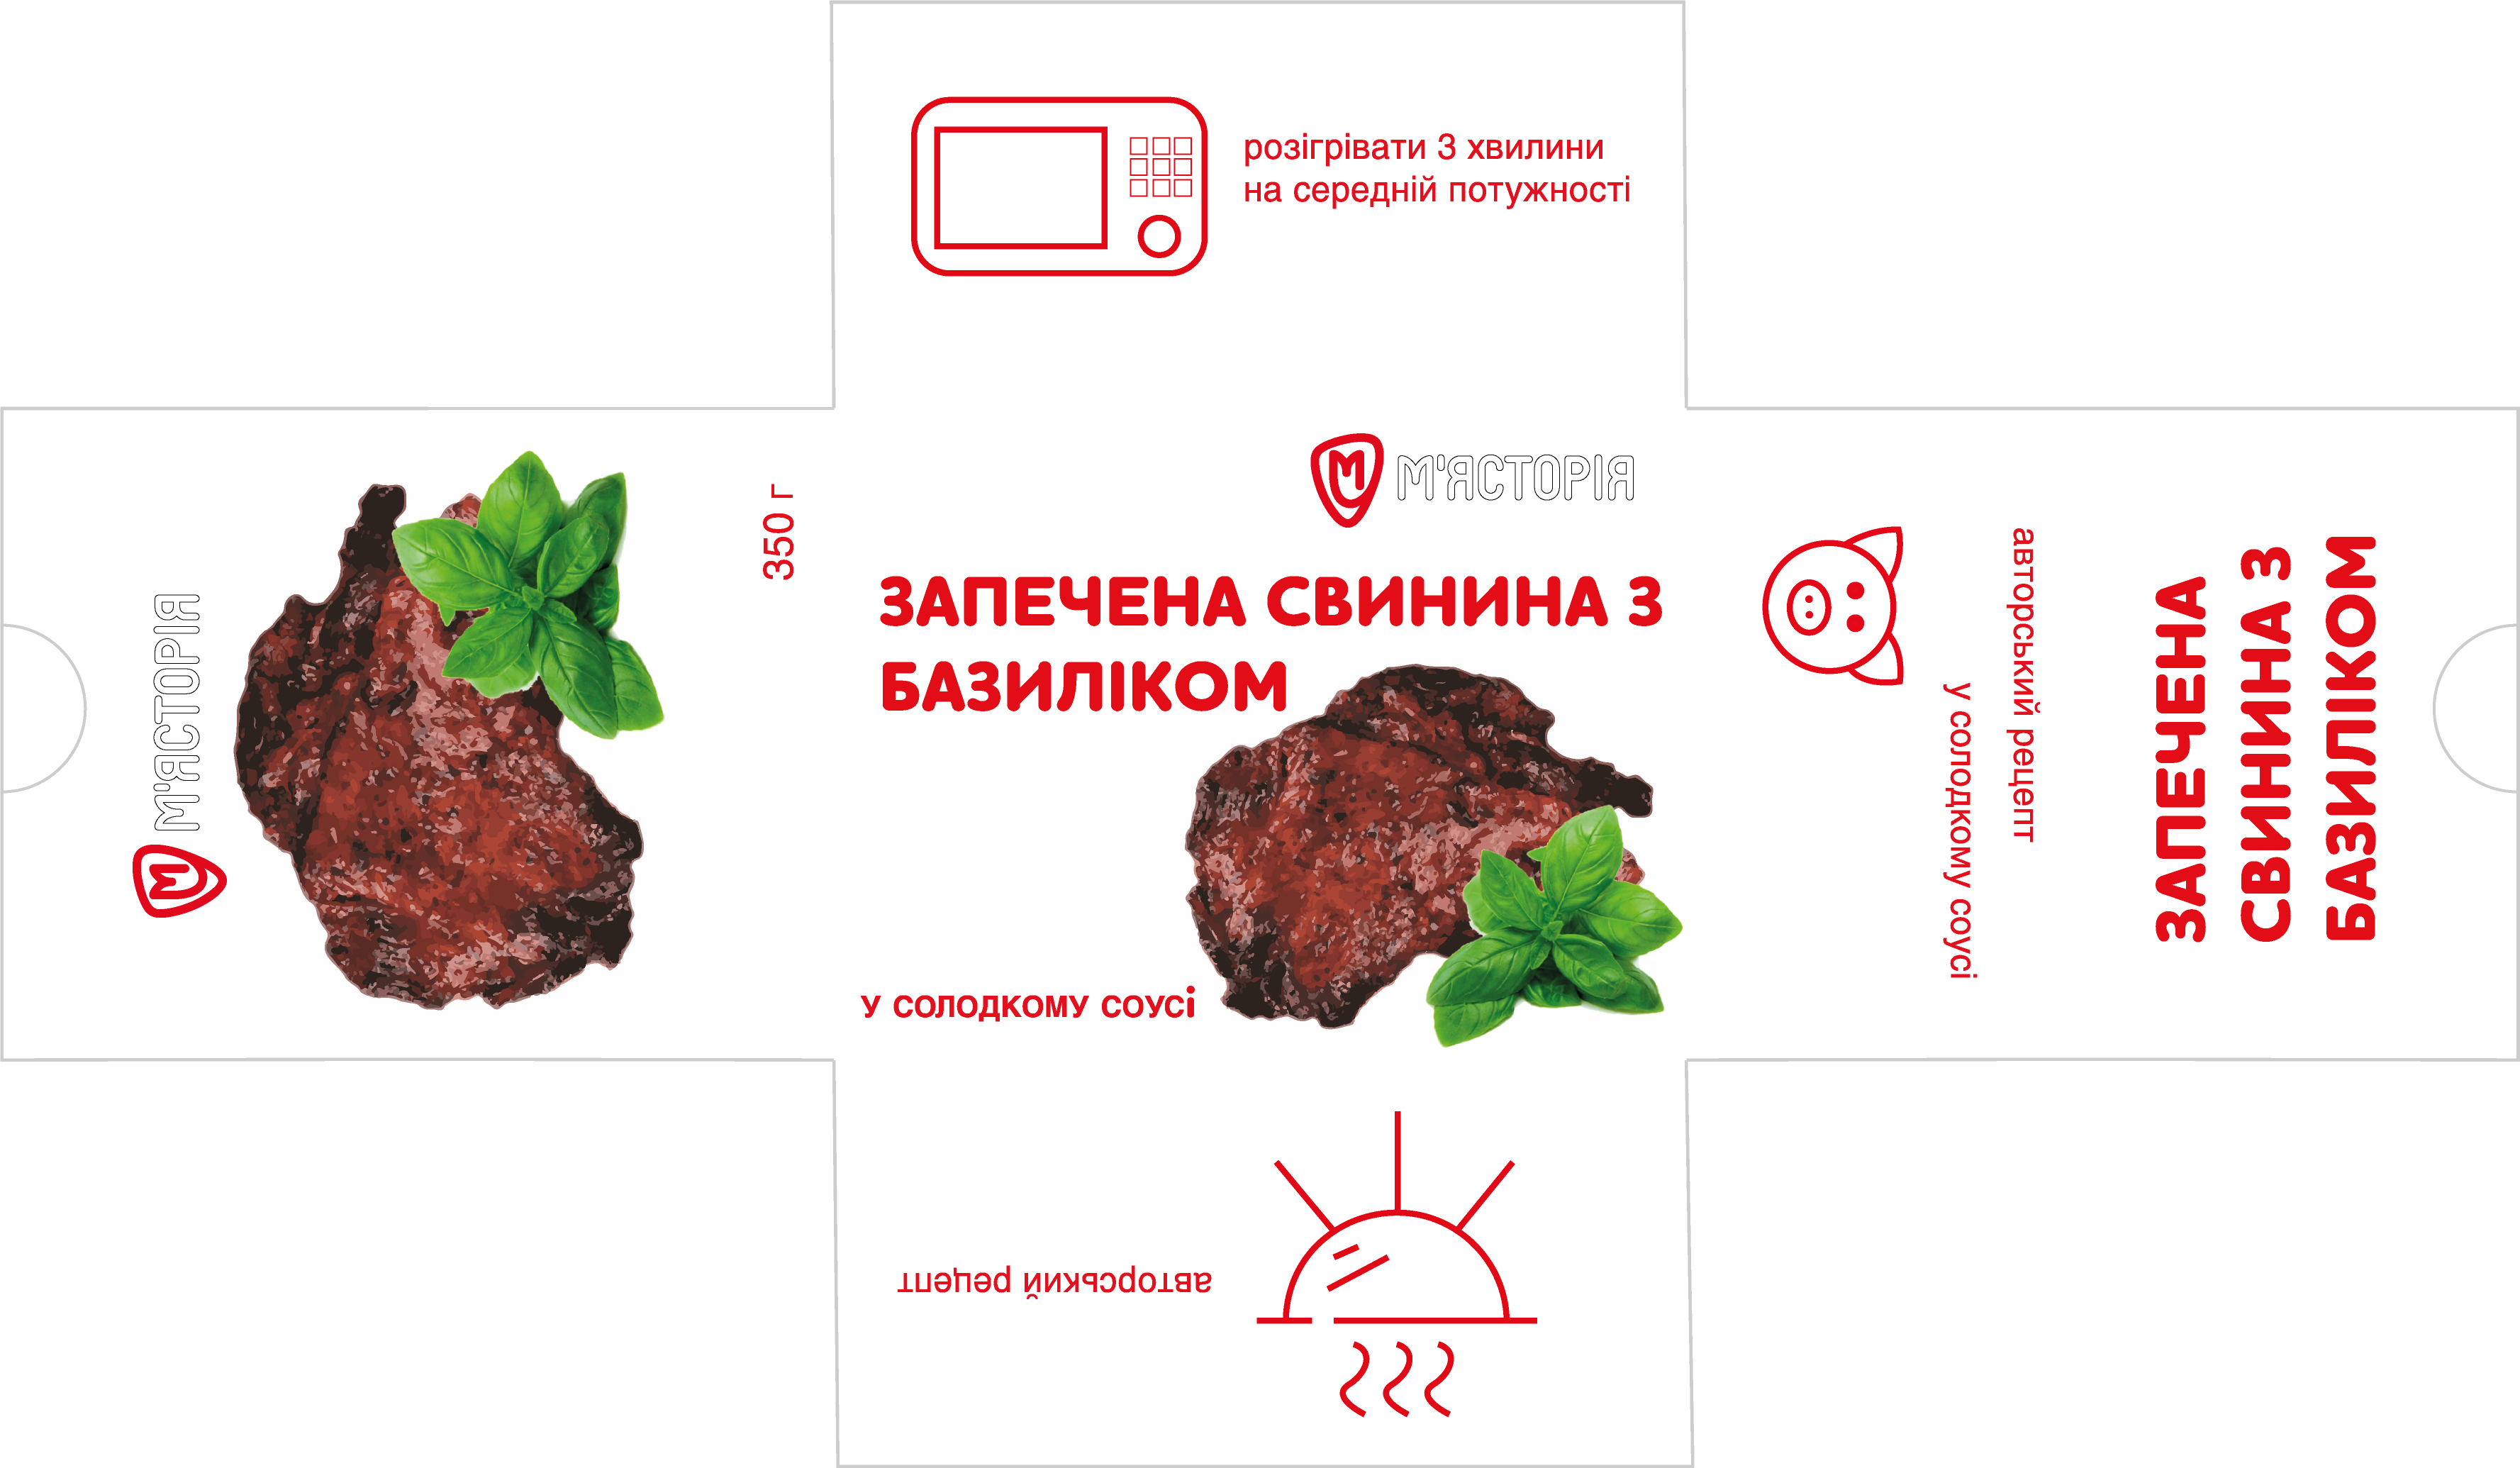 розігрівати 3 хвилини
на середній потужності
М'ЯСТОРІЯ
350 г
М М'ЯСТОРІЯ
ЗАПЕЧЕНА СВИНИНА З
БАЗИЛІКОМ
у солодкому соусі
авторський рецепт
у солодкому соусі
ЗАПЕЧЕНА
СВИНИНА З
БАЗИЛІКОМ
авторський рецепт